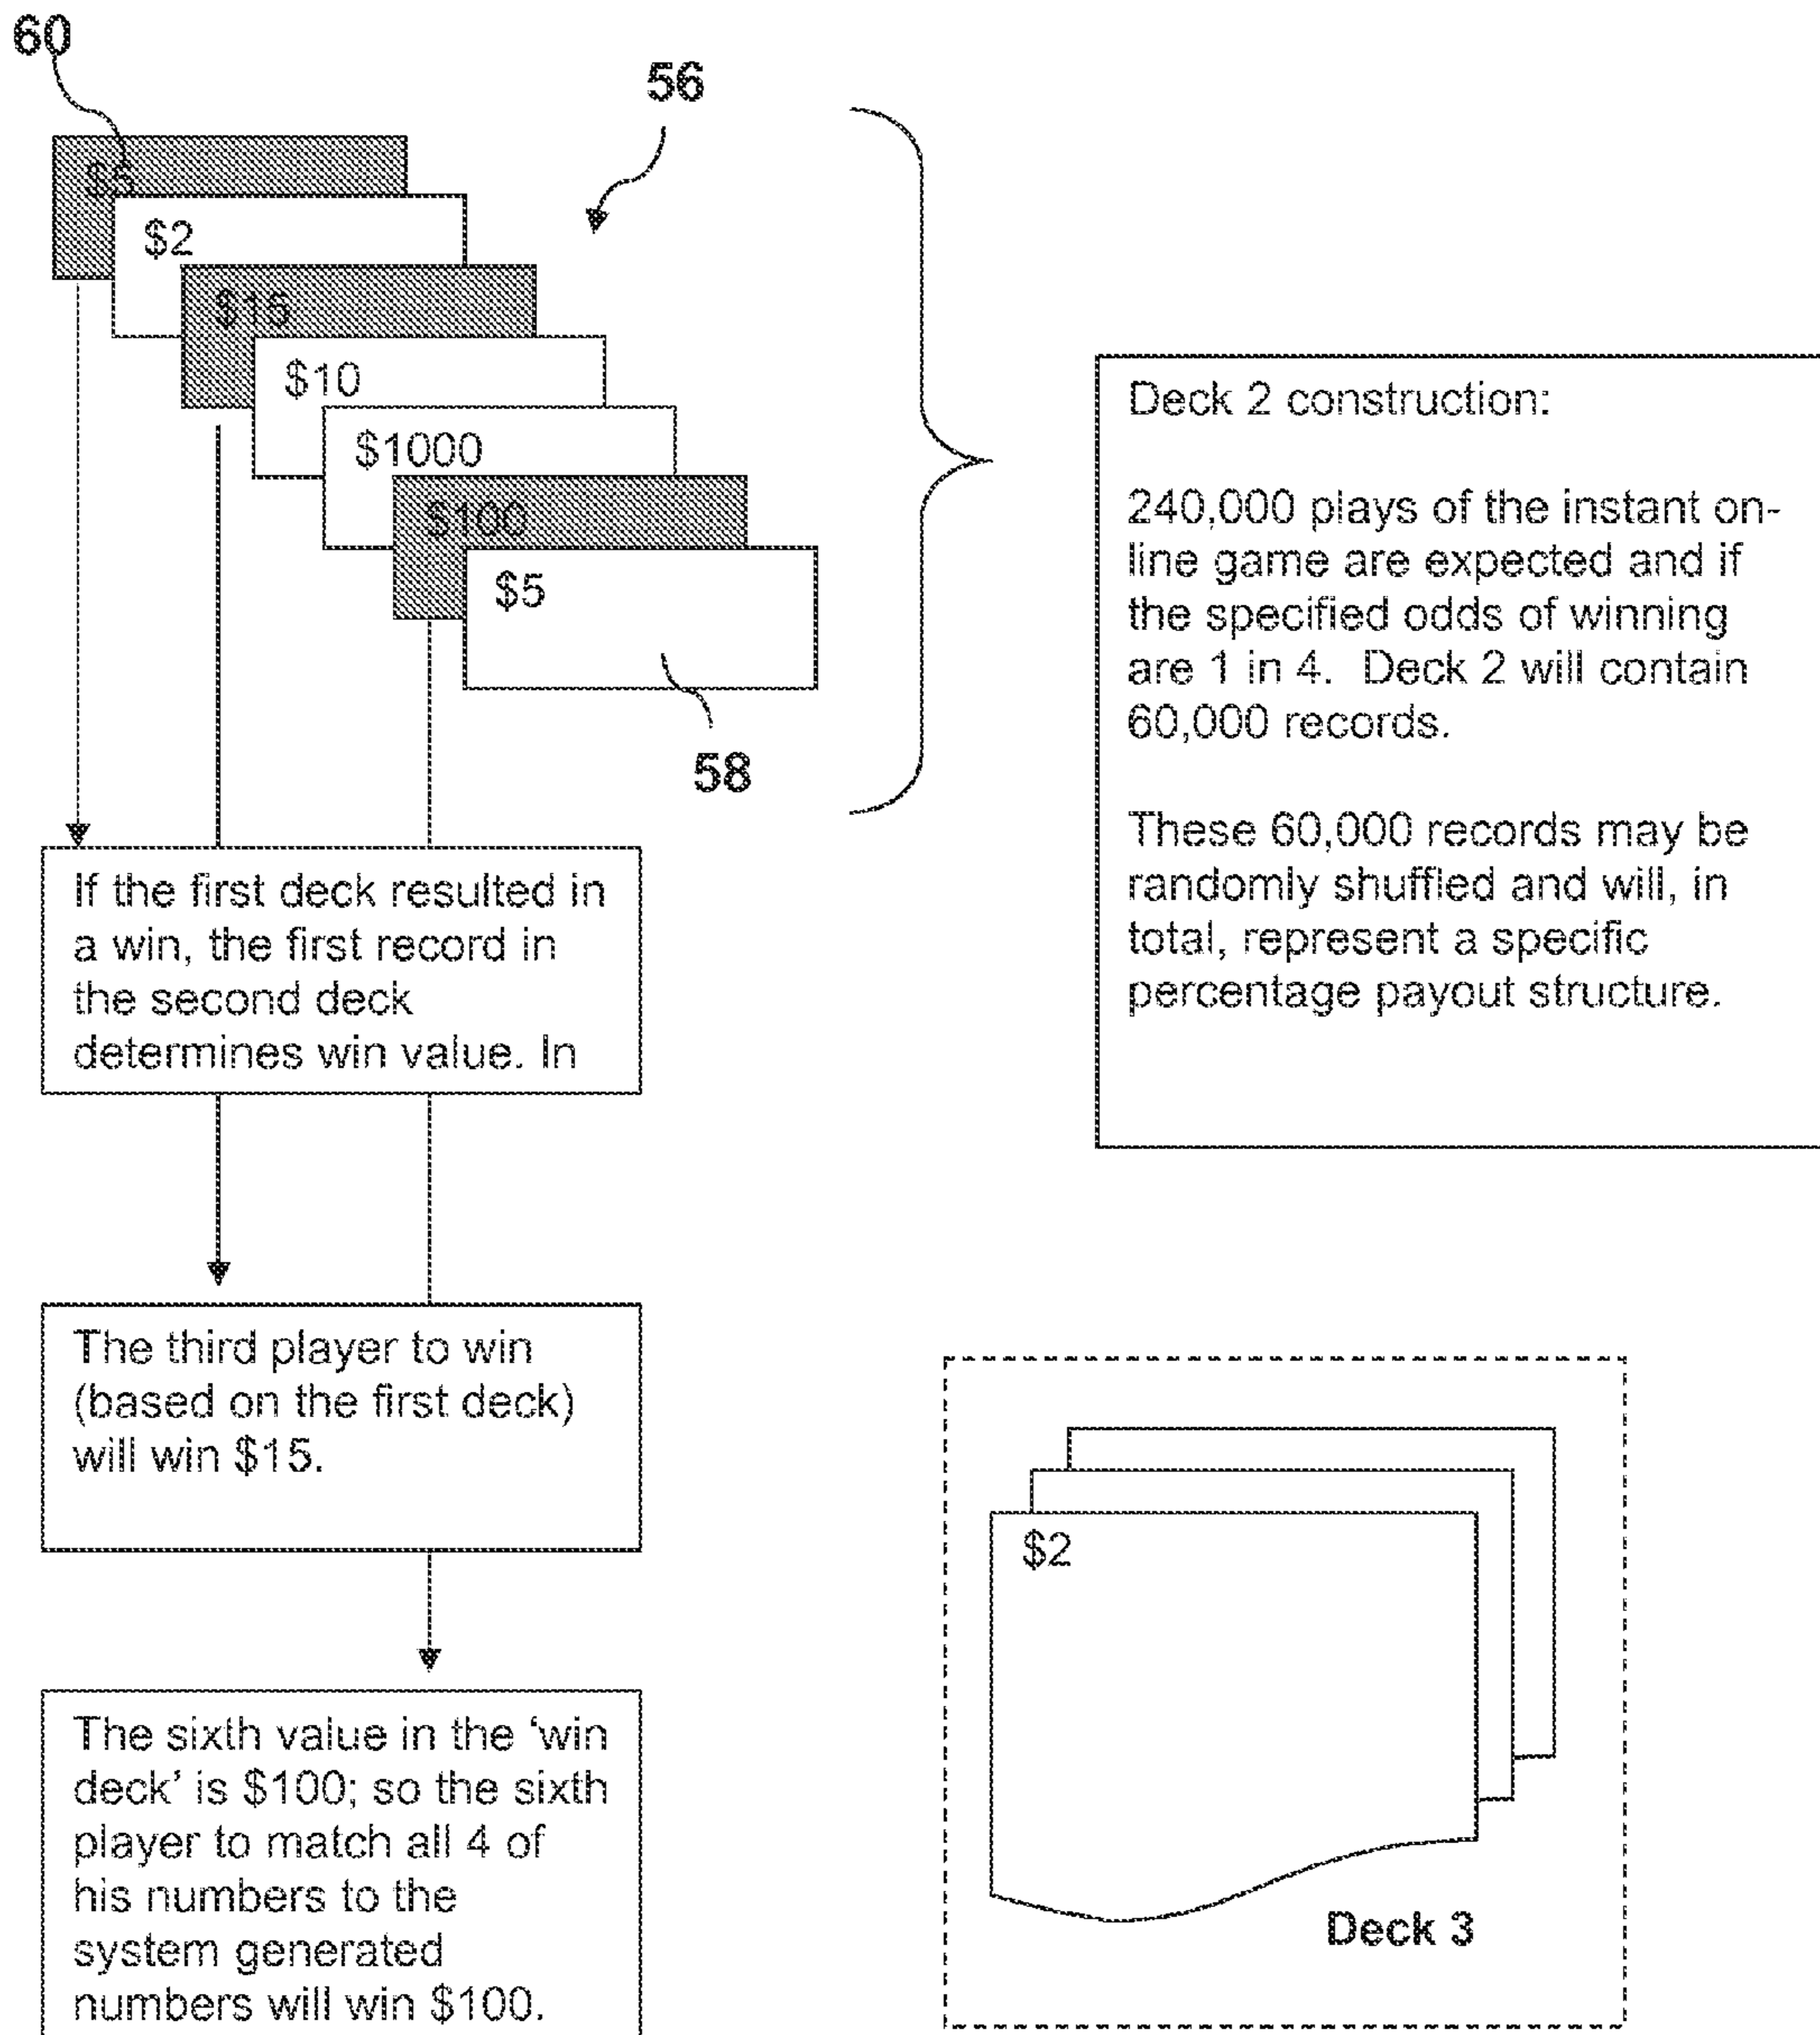 60
56
$5
$2
$15
$10
$1000
$100
$5
58
Deck 2 construction:
240,000 plays of the instant on-
line game are expected and if
the specified odds of winning
are 1 in 4. Deck 2 will contain
60,000 records.
These 60,000 records may be
randomly shuffled and will, in
total, represent a specific
percentage payout structure.
If the first deck resulted in
a win, the first record in
the second deck
determines win value. In
The third player to win
(based on the first deck)
will win $15.
The sixth value in the ‘win
deck’ is $100; so the sixth
player to match all 4 of
his numbers to the
system generated
numbers will win $100.
$2
Deck 3